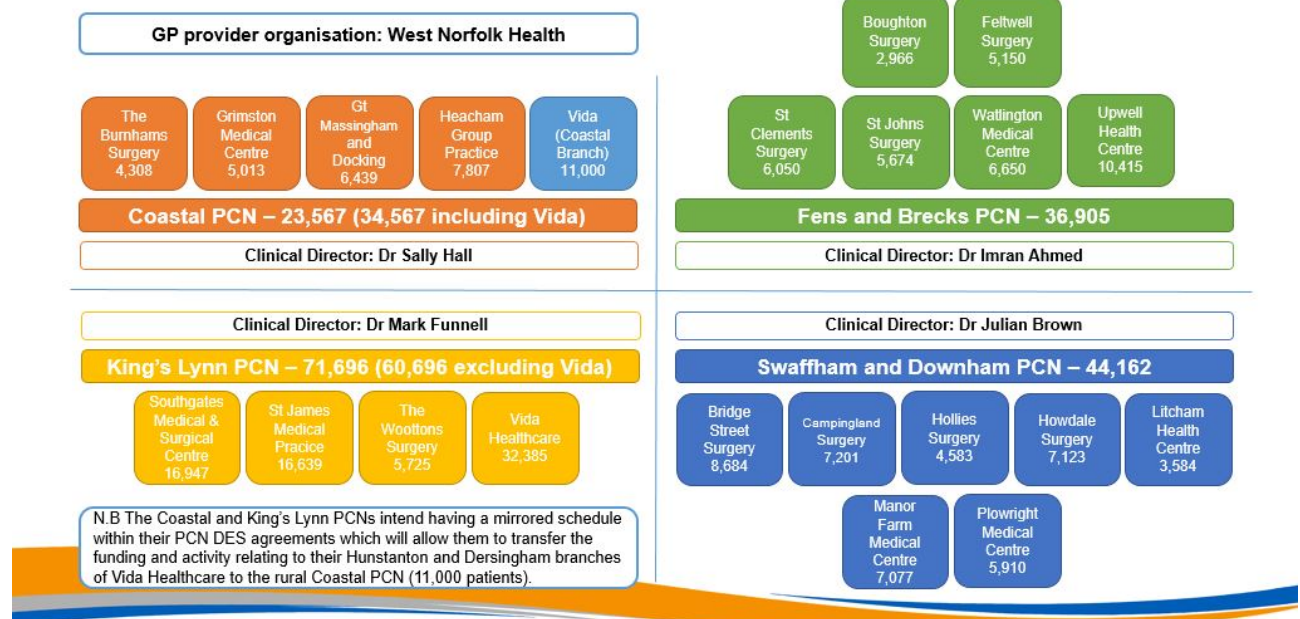 GP provider organisation: West Norfolk Health
The
Burnhams
Surgery
4,308
Grimston
Medical
Centre
5,013
Gt
Massingham
and
Docking
6,439
Heacham
Group
Practice
7,807
Vida
(Coastal
Branch)
11,000
Coastal PCN – 23,567 (34,567 including Vida)
Clinical Director: Dr Sally Hall
Boughton
Surgery
2,966
Feltwell
Surgery
5,150
St
Clements
Surgery
6,050
St Johns
Surgery
5,674
Watlington
Medical
Centre
6,650
Upwell
Health
Centre
10,415
Fens and Brecks PCN – 36,905
Clinical Director: Dr Imran Ahmed
Clinical Director: Dr Mark Funnell
King's Lynn PCN – 71,696 (60,696 excluding Vida)
Southgates
Medical &
Surgical
Centre
16,947
St James
Medical
Pracice
16,639
The
Woottons
Surgery
5,725
Vida
Healthcare
32,385
N.B The Coastal and King's Lynn PCNs intend having a mirrored schedule
within their PCN DES agreements which will allow them to transfer the
funding and activity relating to their Hunstanton and Dersingham branches
of Vida Healthcare to the rural Coastal PCN (11,000 patients).
Clinical Director: Dr Julian Brown
Swaffham and Downham PCN – 44,162
Bridge
Street
Surgery
8,684
Campingland
Surgery
7,201
Hollies
Surgery
4,583
Howdale
Surgery
7,123
Litcham
Health
Centre
3,584
Manor
Farm
Medical
Centre
7,077
Plowright
Medical
Centre
5,910